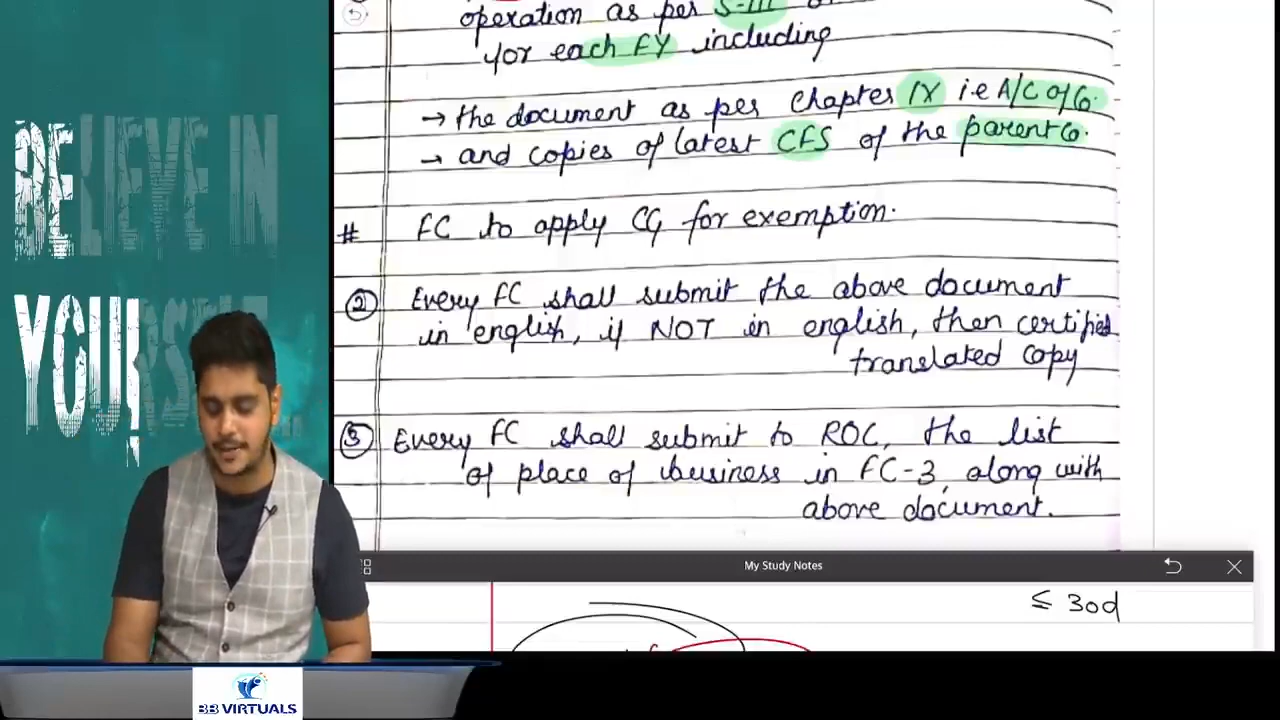 BELIEVE IN
YOURSELF
operation as per S-III
for each FY including
→ the document as per Chapter IX i.e A/C of Co.
→ and copies of latest CFS of the parent Co.
# FC to apply CG for exemption.
② Every FC shall submit the above document
in english, if NOT in english, then certified
translated copy
③ Every FC shall submit to ROC, the list
of place of business in FC-3, along with
above document.
My Study Notes
≤ 30d
BB VIRTUALS